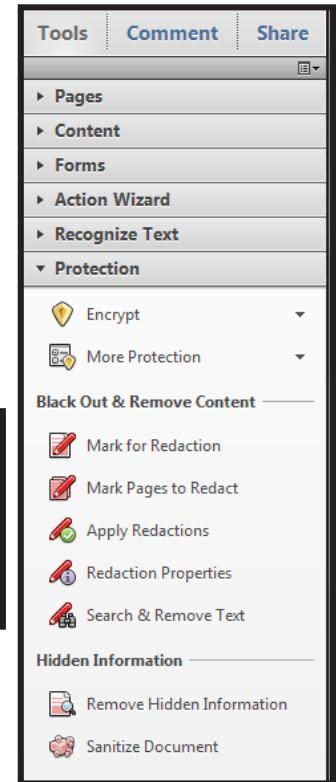 Tools Comment Share
Pages
Content
Forms
Action Wizard
Recognize Text
Protection
Encrypt
More Protection
Black Out & Remove Content
Mark for Redaction
Mark Pages to Redact
Apply Redactions
Redaction Properties
Search & Remove Text
Hidden Information
Remove Hidden Information
Sanitize Document